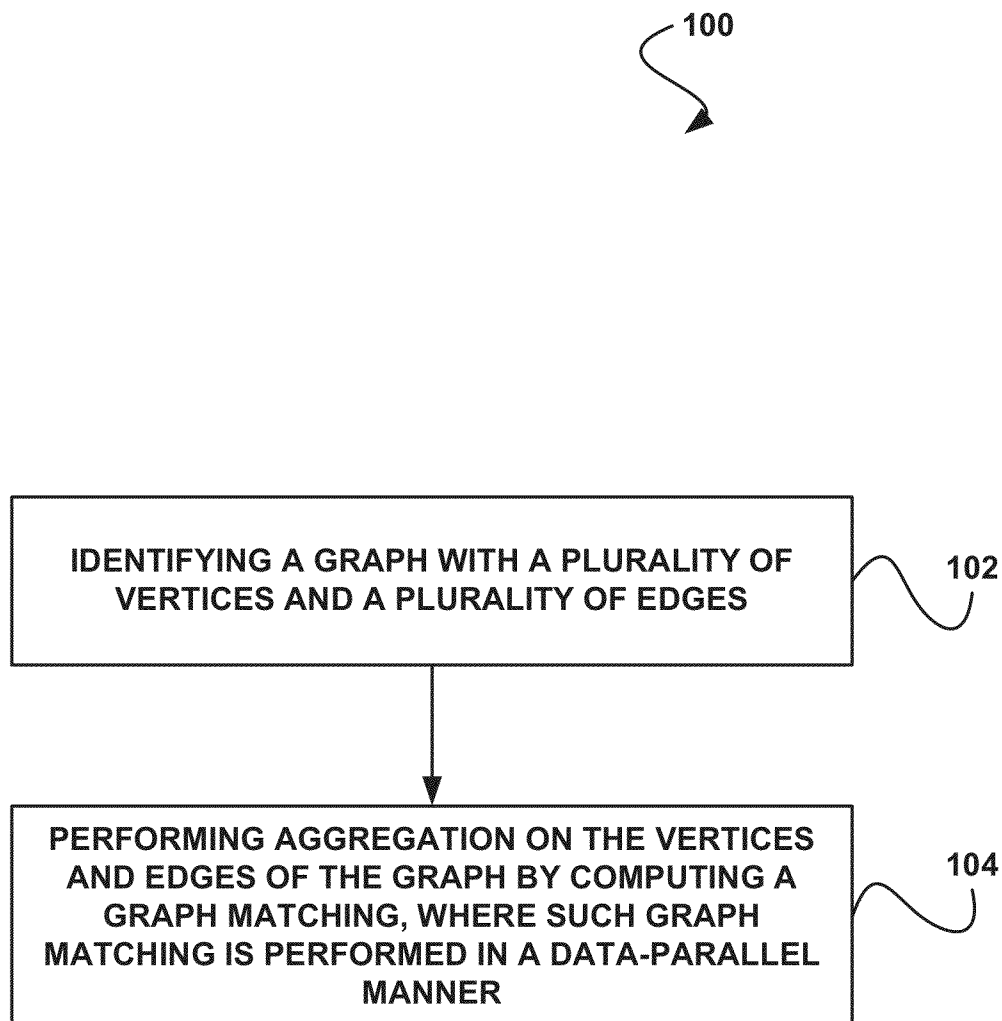 100
IDENTIFYING A GRAPH WITH A PLURALITY OF
VERTICES AND A PLURALITY OF EDGES
102
PERFORMING AGGREGATION ON THE VERTICES
AND EDGES OF THE GRAPH BY COMPUTING A
GRAPH MATCHING, WHERE SUCH GRAPH
MATCHING IS PERFORMED IN A DATA-PARALLEL
MANNER
104